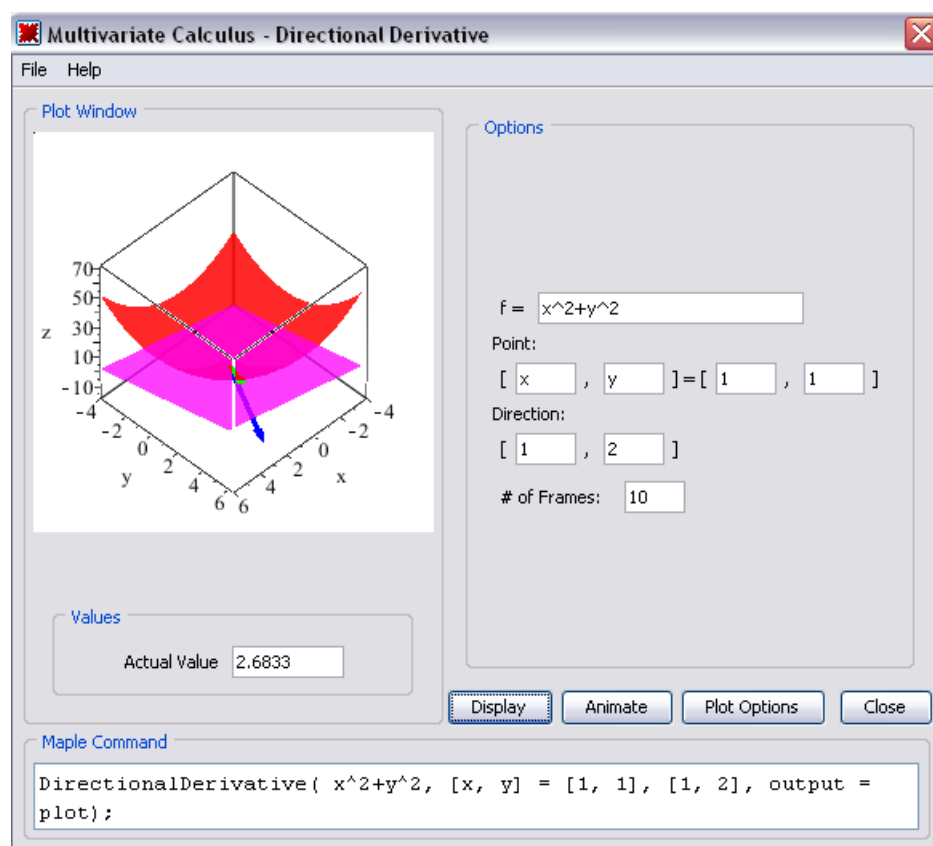 Multivariate Calculus - Directional Derivative
File Help
Plot Window
70
50
30
10
-10
z
-4
-2
0
2
4
6
y
6
4
2
0
-2
-4
x
Values
Actual Value 2.6833
Options
f = x^2+y^2
Point:
[ x , y ]=[ 1 , 1 ]
Direction:
[ 1 , 2 ]
# of Frames: 10
Display Animate Plot Options Close
Maple Command
DirectionalDerivative( x^2+y^2, [x, y] = [1, 1], [1, 2], output =
plot);